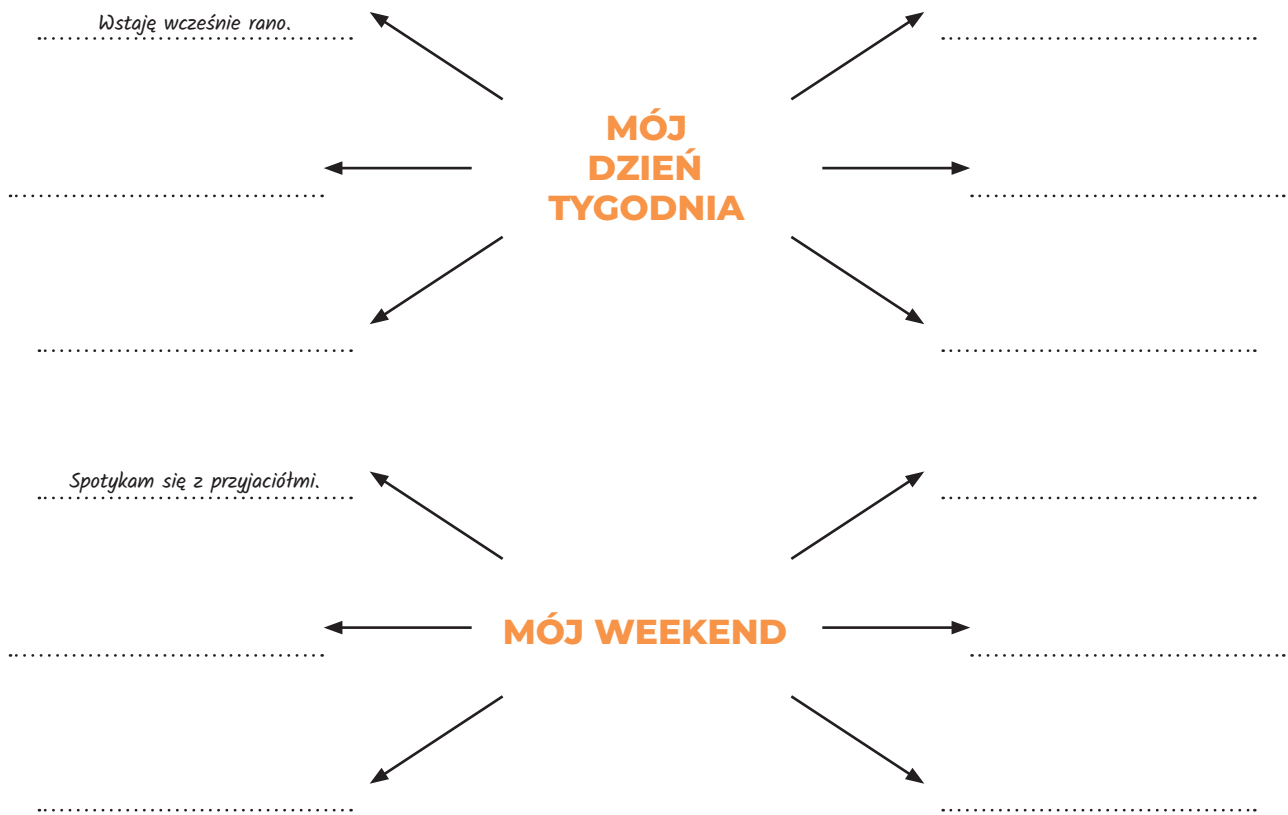 Wstaję wcześnie rano.
MÓJ
DZIEŃ
TYGODNIA
Spotykam się z przyjaciółmi.
MÓJ WEEKEND